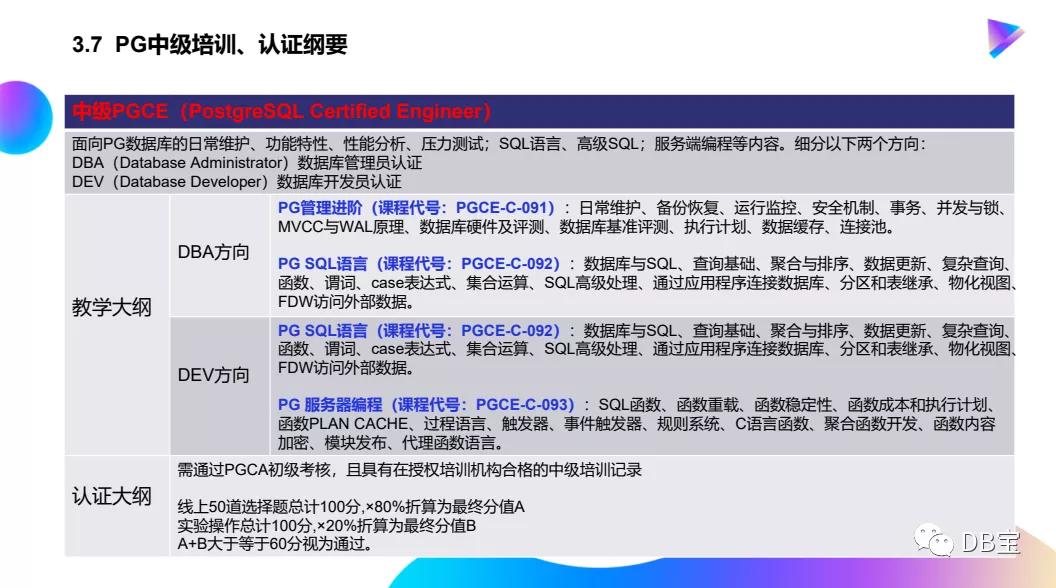 3.7 PG中级培训、认证纲要
中级PGCE（PostgreSQL Certified Engineer）
面向PG数据库的日常维护、功能特性、性能分析、压力测试；SQL语言、高级SQL；服务端编程等内容。细分以下两个方向：
DBA（Database Administrator）数据库管理员认证
DEV（Database Developer）数据库开发员认证
教学大纲
DBA方向
PG管理进阶（课程代号：PGCE-C-091）：日常维护、备份恢复、运行监控、安全机制、事务、并发与锁、
MVCC与WAL原理、数据库硬件及评测、数据库基准评测、执行计划、数据缓存、连接池。
PG SQL语言（课程代号：PGCE-C-092）：数据库与SQL、查询基础、聚合与排序、数据更新、复杂查询、
函数、谓词、case表达式、集合运算、SQL高级处理、通过应用程序连接数据库、分区和表继承、物化视图、
FDW访问外部数据。
DEV方向
PG SQL语言（课程代号：PGCE-C-092）：数据库与SQL、查询基础、聚合与排序、数据更新、复杂查询、
函数、谓词、case表达式、集合运算、SQL高级处理、通过应用程序连接数据库、分区和表继承、物化视图、
FDW访问外部数据。
PG 服务器编程（课程代号：PGCE-C-093）：SQL函数、函数重载、函数稳定性、函数成本和执行计划、
函数PLAN CACHE、过程语言、触发器、事件触发器、规则系统、C语言函数、聚合函数开发、函数内容
加密、模块发布、代理函数语言。
认证大纲
需通过PGCA初级考核，且具有在授权培训机构合格的中级培训记录
线上50道选择题总计100分,×80%折算为最终分值A
实验操作总计100分,×20%折算为最终分值B
A+B大于等于60分视为通过。
DB宝